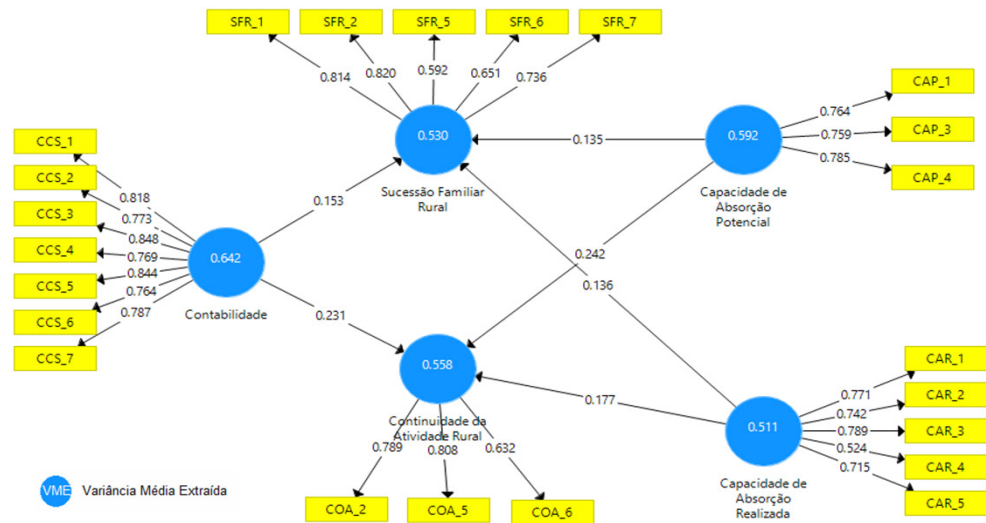 SFR_1
SFR_2
SFR_5
SFR_6
SFR_7
0.814
0.820
0.592
0.651
0.736
0.530
Sucessão Familiar
Rural
CAP_1
CAP_3
CAP_4
0.764
0.759
0.785
0.592
Capacidade de
Absorção
Potencial
0.135
CCS_1
CCS_2
CCS_3
CCS_4
CCS_5
CCS_6
CCS_7
0.818
0.773
0.848
0.769
0.844
0.764
0.787
0.642
Contabilidade
0.153
0.231
0.242
0.136
0.177
0.558
Continuidade da
Atividade Rural
0.789
0.808
0.632
COA_2
COA_5
COA_6
0.511
Capacidade de
Absorção
Realizada
0.771
0.742
0.789
0.524
0.715
CAR_1
CAR_2
CAR_3
CAR_4
CAR_5
VME Variância Média Extraída